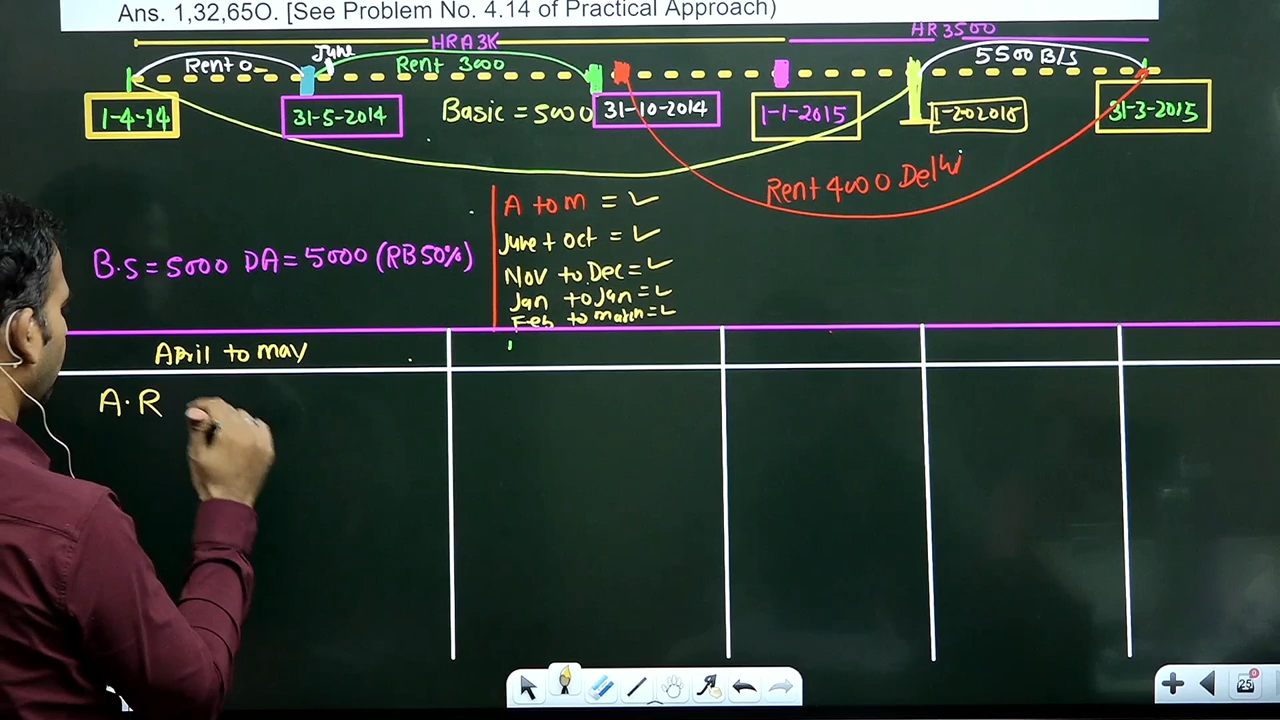 Ans. 1,32,650. [See Problem No. 4.14 of Practical Approach)
HRA3K
HR 3500
June
Rent 0
Rent 3000
5500 B/S
1-4-14
31-5-2014
Basic = 5000
31-10-2014
1-1-2015
31-3-2015
Rent 4000 Delhi
A to m =
June + Oct =
B.S = 5000 DA = 5000 (RB 50%)
Nov to Dec =
Jan to Jan =
Feb to march =
April to may
A.R
25